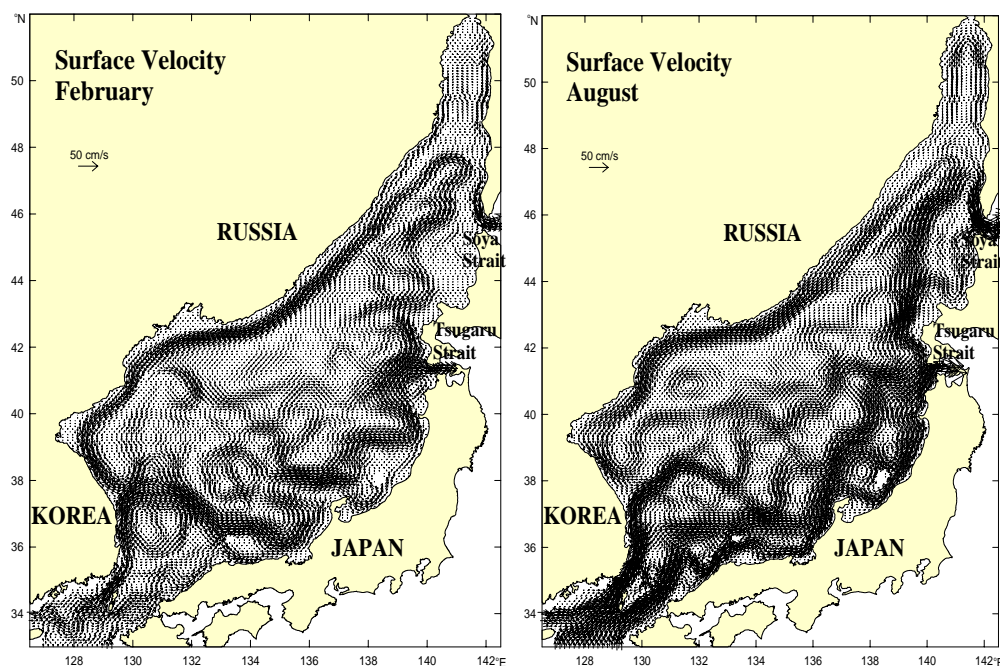 °N
Surface Velocity
February
50 cm/s
50
48
46
44
42
40
38
36
34
128
130
132
134
136
138
140
142°E
RUSSIA
Soya
Strait
Tsugaru
Strait
KOREA
JAPAN
°N
Surface Velocity
August
50 cm/s
50
48
46
44
42
40
38
36
34
128
130
132
134
136
138
140
142°E
RUSSIA
Soya
Strait
Tsugaru
Strait
KOREA
JAPAN